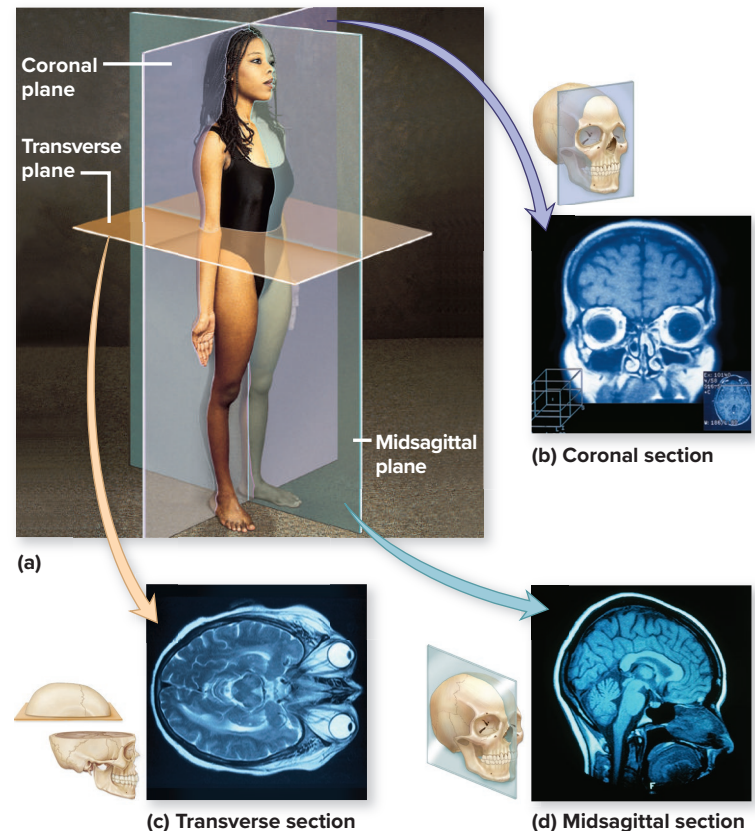 Coronal
plane
Transverse
plane
Midsagittal
plane
(a)
(b) Coronal section
(c) Transverse section
(d) Midsagittal section
F